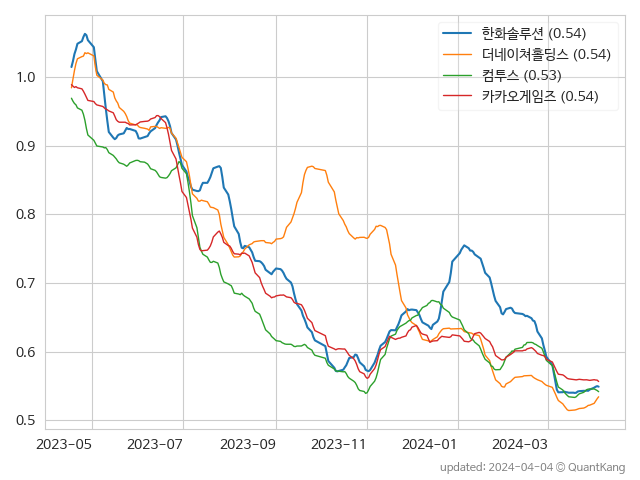 한화솔루션 (0.54)
더네이쳐홀딩스 (0.54)
컴투스 (0.53)
카카오게임즈 (0.54)
1.0
0.9
0.8
0.7
0.6
0.5
2023-05 2023-07 2023-09 2023-11 2024-01 2024-03
updated: 2024-04-04 © QuantKang